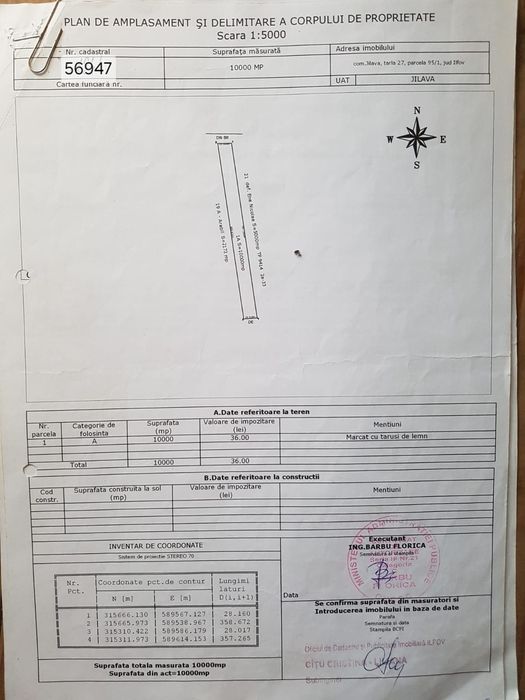 PLAN DE AMPLASAMENT ŞI DELIMITARE A CORPULUI DE PROPRIETATE
Scara 1:5000
Nr. cadastral
Suprafața măsurată
Adresa imobilului
56947
10000 MP
com.Jilava, tarla 27, parcela 95/1, jud Ilfov
Cartea funciara nr.
UAT
JILAVA
N
W
E
S
DE
A.Date referitoare la teren
Nr. parcela
Categorie de folosinta
Suprafata (mp)
Valoare de impozitare (lei)
Mentiuni
1
A
10000
36.00
Marcat cu tarusi de lemn
Total
10000
36.00
B.Date referitoare la constructii
Cod constr.
Suprafata construita la sol (mp)
Valoare de impozitare (lei)
Mentiuni
INVENTAR DE COORDONATE
Sistem de proiectie STEREO 70
Nr. Pct.
Coordonate pct.de contur
Lungimi laturi D(i,i+1)
N [m]
E [m]
1 315666.130 589567.127 28.160
2 315665.973 589538.967 358.672
3 315310.422 589586.179 28.017
4 315311.973 589614.153 357.265
Suprafata totala masurata 10000mp
Suprafata din act=10000mp
Executant
ING.BARBU FLORICA
Data
Se confirma suprafata din masuratori si
Introducerea imobilului in baza de date
Parafa
Semnatura si data
Stampila BCPI